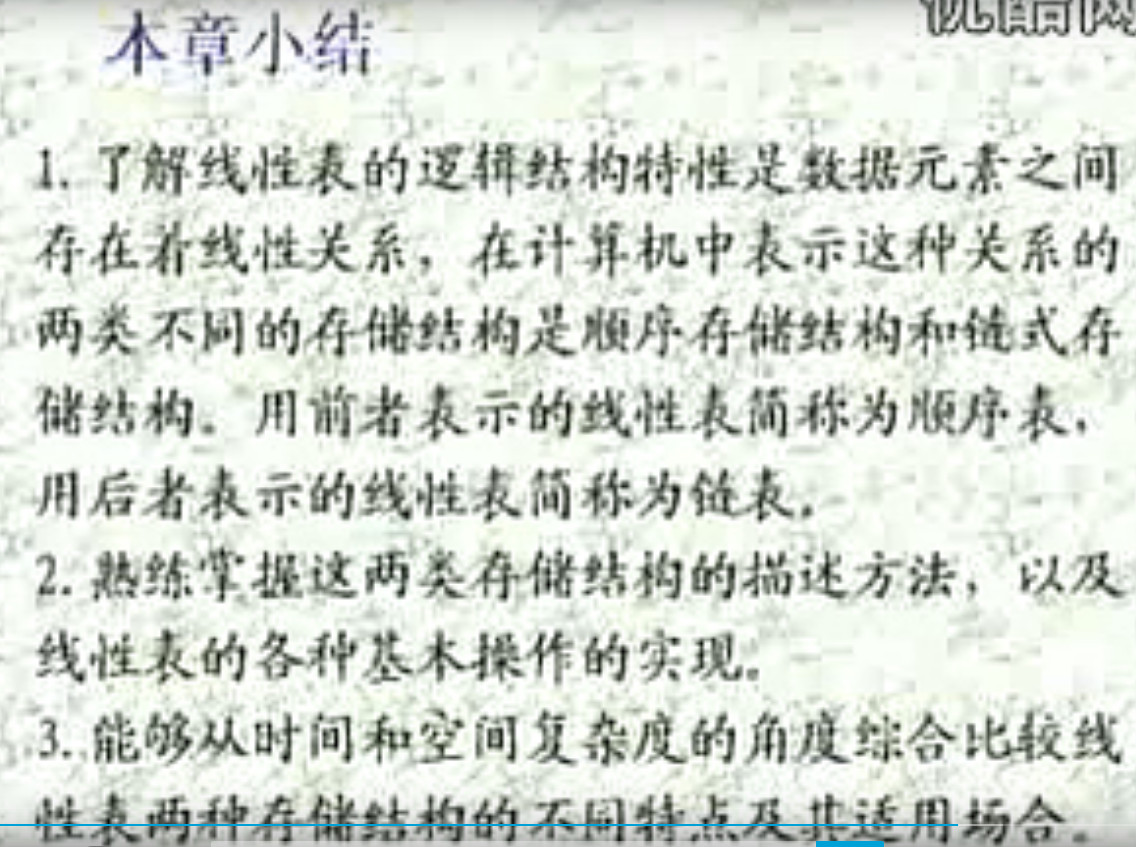 优酷网
本章小结
1. 了解线性表的逻辑结构特性是数据元素之间
存在着线性关系，在计算机中表示这种关系的
两类不同的存储结构是顺序存储结构和链式存
储结构。用前者表示的线性表简称为顺序表，
用后者表示的线性表简称为链表。
2. 熟练掌握这两类存储结构的描述方法，以及
线性表的各种基本操作的实现。
3. 能够从时间和空间复杂度的角度综合比较线
性表两种存储结构的不同特点及其适用场合。